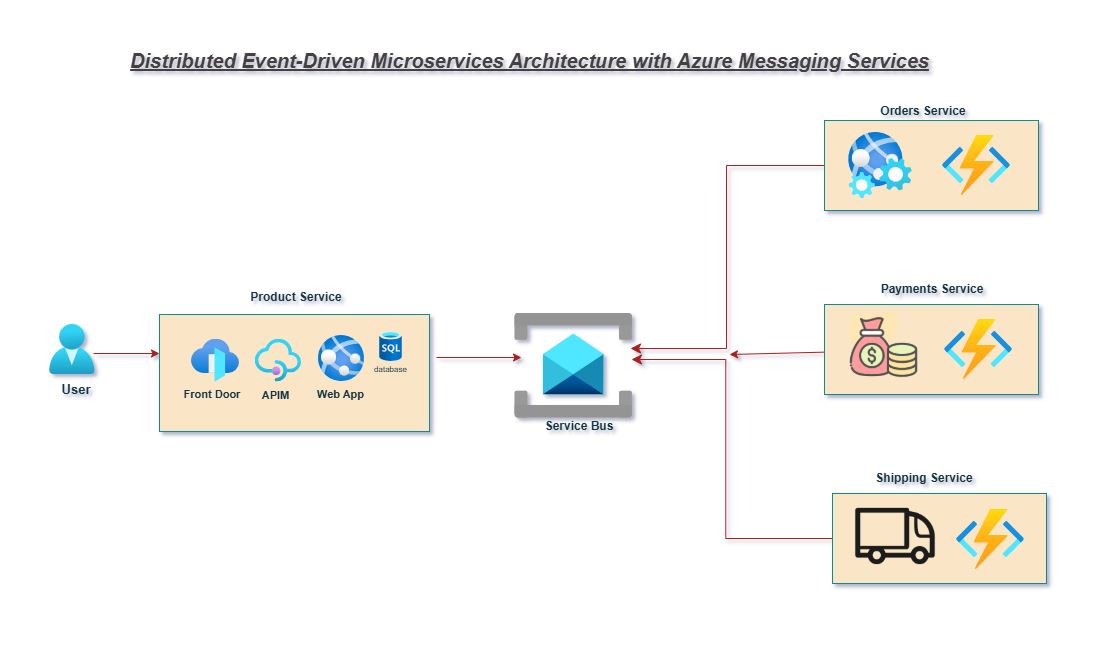 Distributed Event-Driven Microservices Architecture with Azure Messaging Services
Orders Service
Product Service
Payments Service
SQL
database
$
User
Front Door
APIM
Web App
Service Bus
Shipping Service